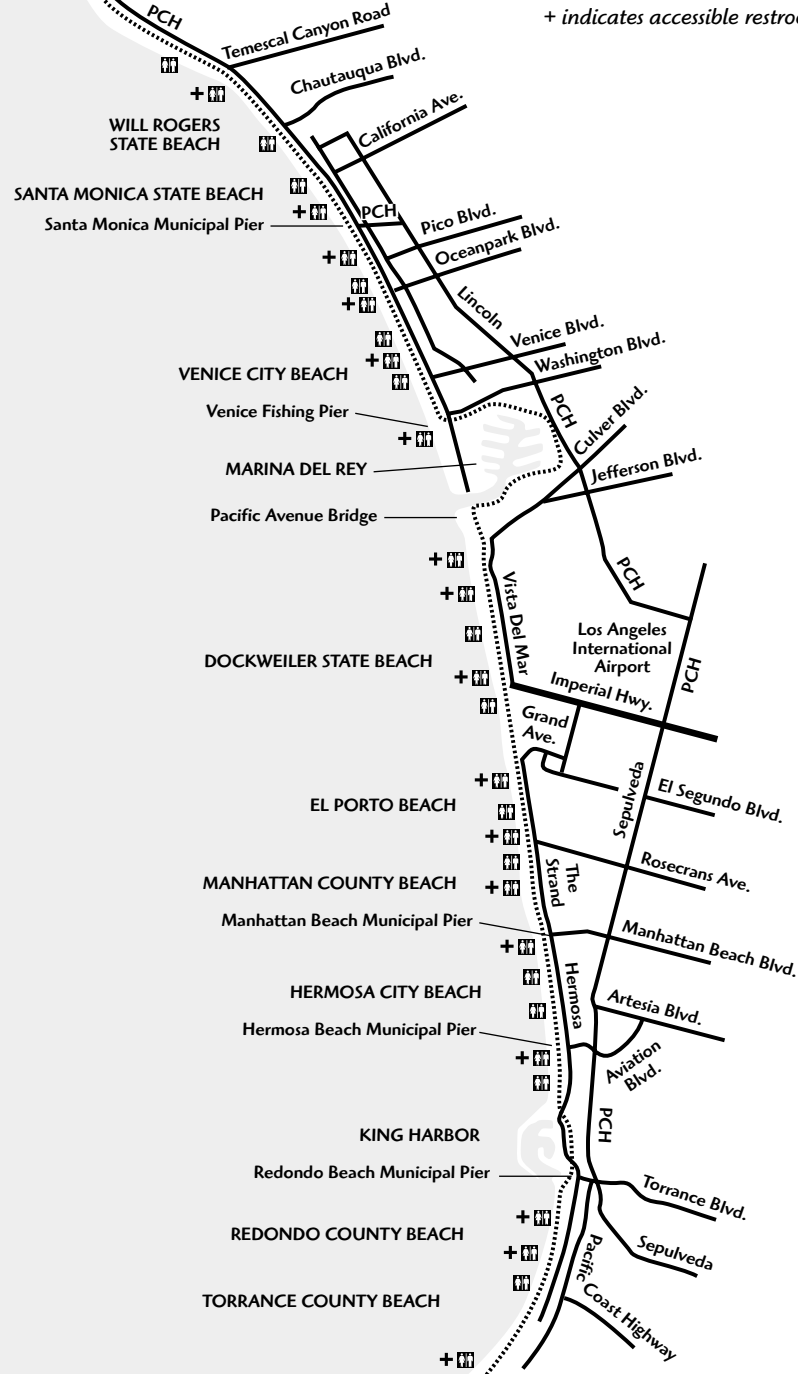 PCH
+ indicates accessible
Temescal Canyon Road
Chautauqua Blvd.
California Ave.
WILL ROGERS
STATE BEACH
SANTA MONICA STATE BEACH
Santa Monica Municipal Pier
PCH
Pico Blvd.
Oceanpark Blvd.
Lincoln
Venice Blvd.
Washington Blvd.
VENICE CITY BEACH
Venice Fishing Pier
PCH
Culver Blvd.
MARINA DEL REY
Jefferson Blvd.
Pacific Avenue Bridge
PCH
Vista Del Mar
Los Angeles
International
Airport
PCH
DOCKWEILER STATE BEACH
Imperial Hwy.
Grand
Ave.
Sepulveda
El Segundo Blvd.
EL PORTO BEACH
Rosecrans Ave.
The
Strand
MANHATTAN COUNTY BEACH
Manhattan Beach Municipal Pier
Manhattan Beach Blvd.
Hermosa
HERMOSA CITY BEACH
Artesia Blvd.
Hermosa Beach Municipal Pier
Aviation
Blvd.
PCH
KING HARBOR
Redondo Beach Municipal Pier
Torrance Blvd.
REDONDO COUNTY BEACH
Sepulveda
Pacific
Coast Highway
TORRANCE COUNTY BEACH
+